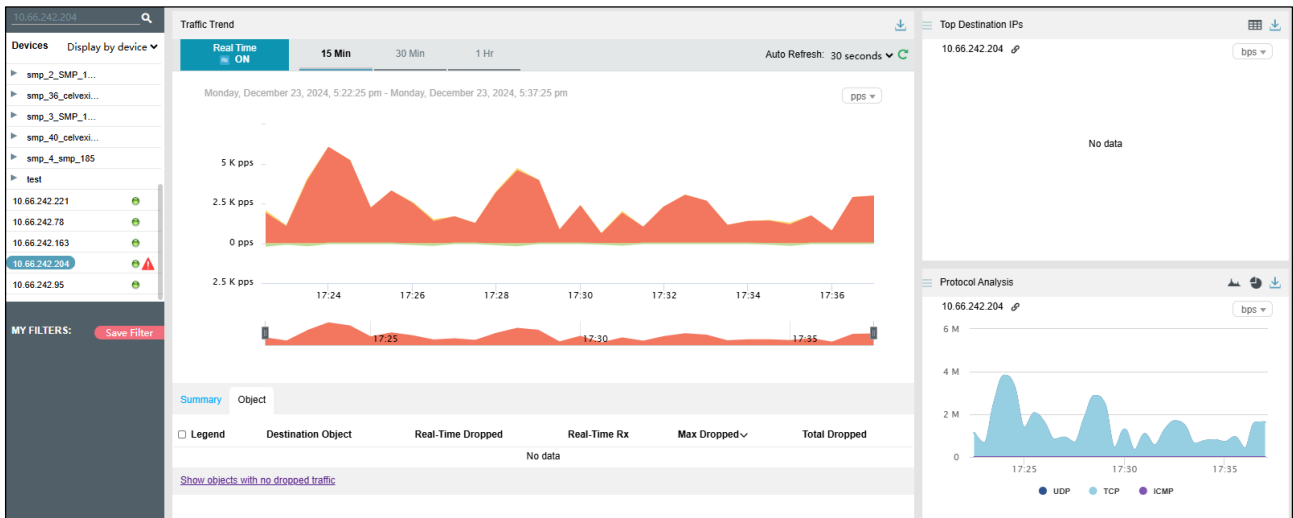 10.66.242.204
Devices Display by device
smp_2_SMP_1...
smp_36_celvexi...
smp_3_SMP_1...
smp_40_celvexi...
smp_4_smp_185
test
10.66.242.221
10.66.242.78
10.66.242.163
10.66.242.204
10.66.242.95
MY FILTERS: Save Filter
Traffic Trend
Real Time
ON
15 Min 30 Min 1 Hr Auto Refresh: 30 seconds
Monday, December 23, 2024, 5:22:25 pm - Monday, December 23, 2024, 5:37:25 pm pps
5 K pps
2.5 K pps
0 pps
2.5 K pps
17:24 17:26 17:28 17:30 17:32 17:34 17:36
17:25 17:30 17:35
Summary Object
Legend Destination Object Real-Time Dropped Real-Time Rx Max Dropped Total Dropped
No data
Show objects with no dropped traffic
Top Destination IPs
10.66.242.204 bps
No data
Protocol Analysis
10.66.242.204 bps
6 M
4 M
2 M
0
17:25 17:30 17:35
UDP TCP ICMP